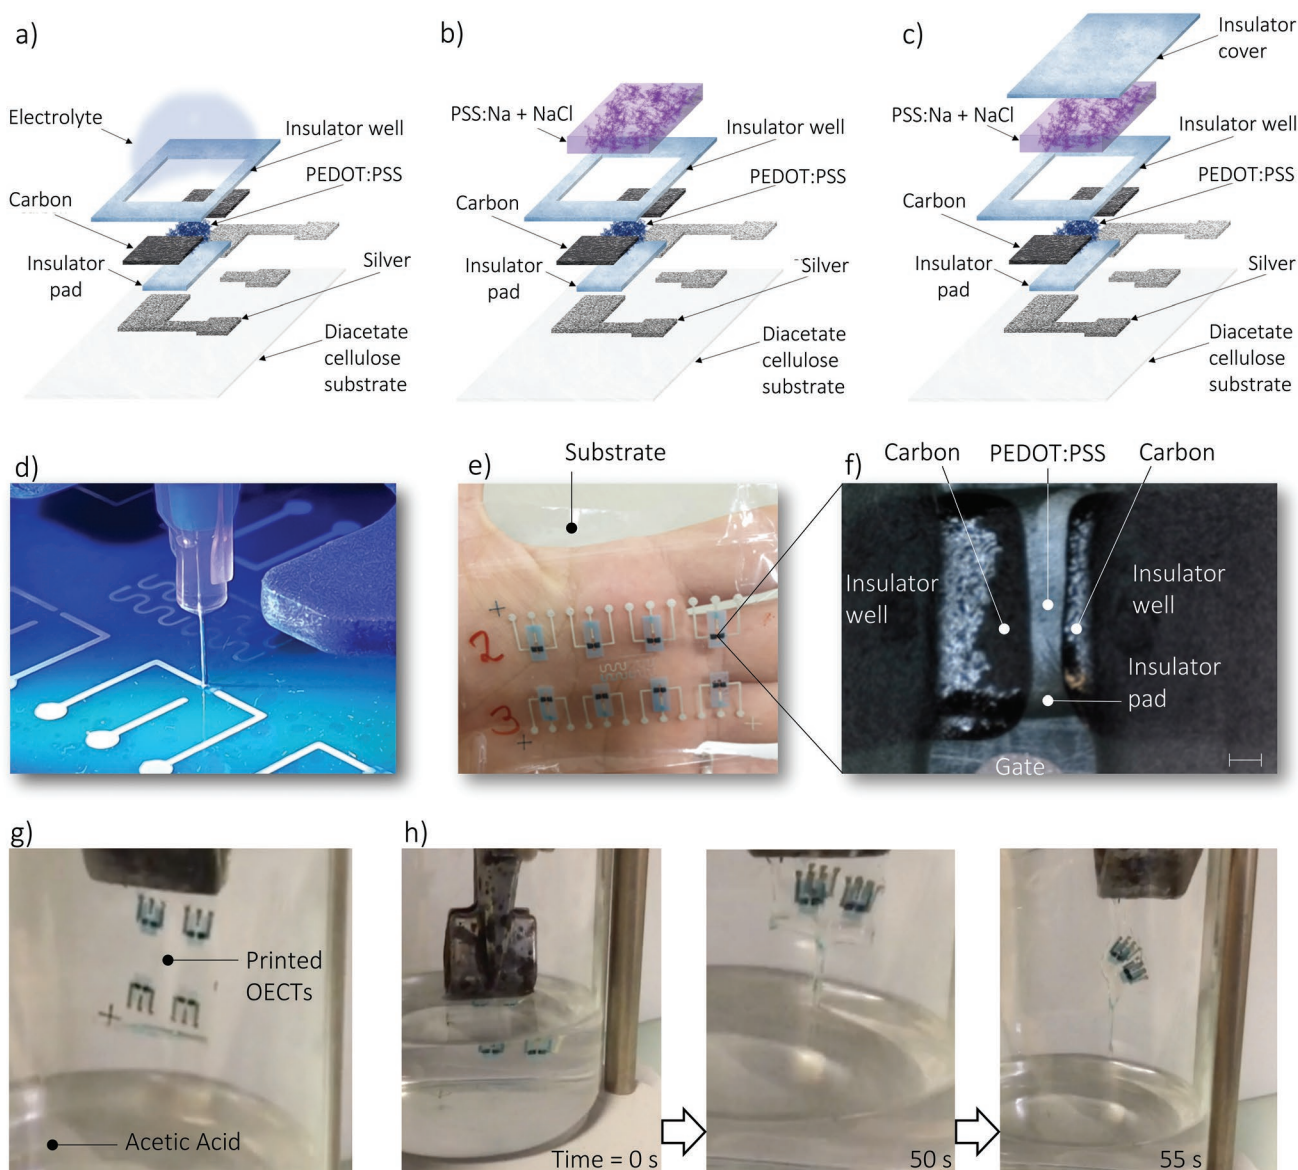 a)
Electrolyte
Insulator well
PEDOT:PSS
Carbon
Insulator
pad
Silver
Diacetate
cellulose
substrate
b)
PSS:Na + NaCl
Insulator well
PEDOT:PSS
Carbon
Insulator
pad
Silver
Diacetate
cellulose
substrate
c)
Insulator
cover
PSS:Na + NaCl
Insulator well
PEDOT:PSS
Carbon
Insulator
pad
Silver
Diacetate
cellulose
substrate
d)
e)
Substrate
2
3
f)
Carbon
PEDOT:PSS
Carbon
Insulator
well
Insulator
well
Insulator
pad
Gate
g)
Printed
OECTs
Acetic Acid
h)
Time = 0 s
50 s
55 s